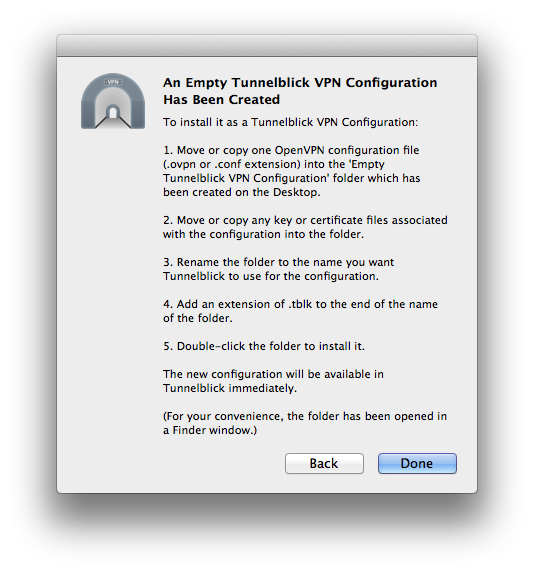 VPN
An Empty Tunnelblick VPN Configuration
Has Been Created
To install it as a Tunnelblick VPN Configuration:
1. Move or copy one OpenVPN configuration file
(.ovpn or .conf extension) into the 'Empty
Tunnelblick VPN Configuration' folder which has
been created on the Desktop.
2. Move or copy any key or certificate files associated
with the configuration into the folder.
3. Rename the folder to the name you want
Tunnelblick to use for the configuration.
4. Add an extension of .tblk to the end of the name
of the folder.
5. Double-click the folder to install it.
The new configuration will be available in
Tunnelblick immediately.
(For your convenience, the folder has been opened in
a Finder window.)
Back Done